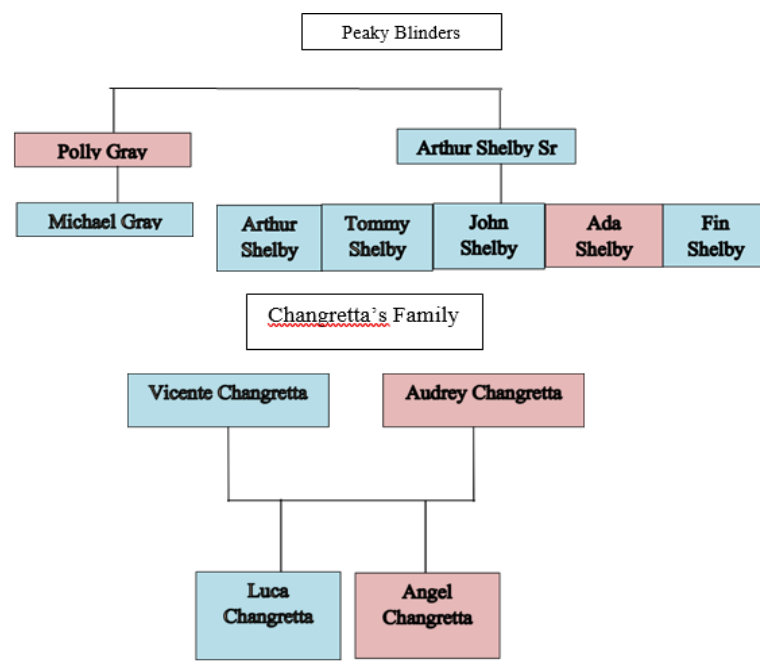 Peaky Blinders
Polly Gray
Arthur Shelby Sr
Michael Gray
Arthur
Shelby
Tommy
Shelby
John
Shelby
Ada
Shelby
Fin
Shelby
Changretta’s Family
Vicente Changretta
Audrey Changretta
Luca
Changretta
Angel
Changretta